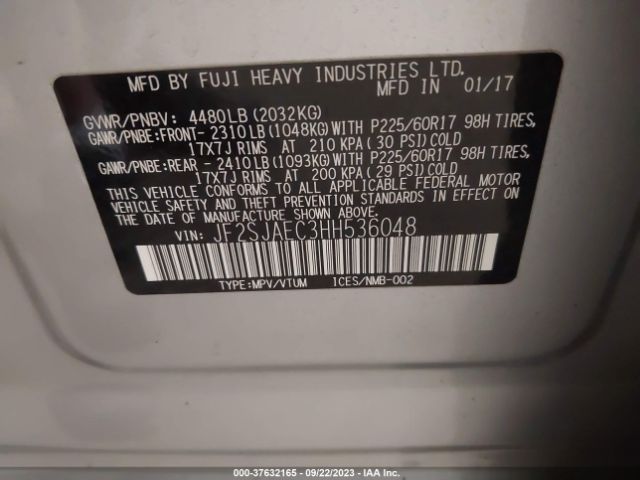 MFD BY FUJI HEAVY INDUSTRIES LTD.
MFD IN 01/17
GVWR/PNBV: 4480LB (2032KG)
GAWR/PNBE:FRONT- 2310LB (1048KG) WITH P225/60R17 98H TIRES,
17X7J RIMS AT 210 KPA ( 30 PSI) COLD
GAWR/PNBE:REAR - 2410LB (1093KG) WITH P225/60R17 98H TIRES,
17X7J RIMS AT 200 KPA ( 29 PSI) COLD
THIS VEHICLE CONFORMS TO ALL APPLICABLE FEDERAL MOTOR
VEHICLE SAFETY AND THEFT PREVENTION STANDARDS IN EFFECT ON
THE DATE OF MANUFACTURE SHOWN ABOVE.
VIN: JF2SJAEC3HH536048
TYPE:MPV/VTUM ICES/NMB-002
000-37632165 - 09/22/2023 - IAA Inc.